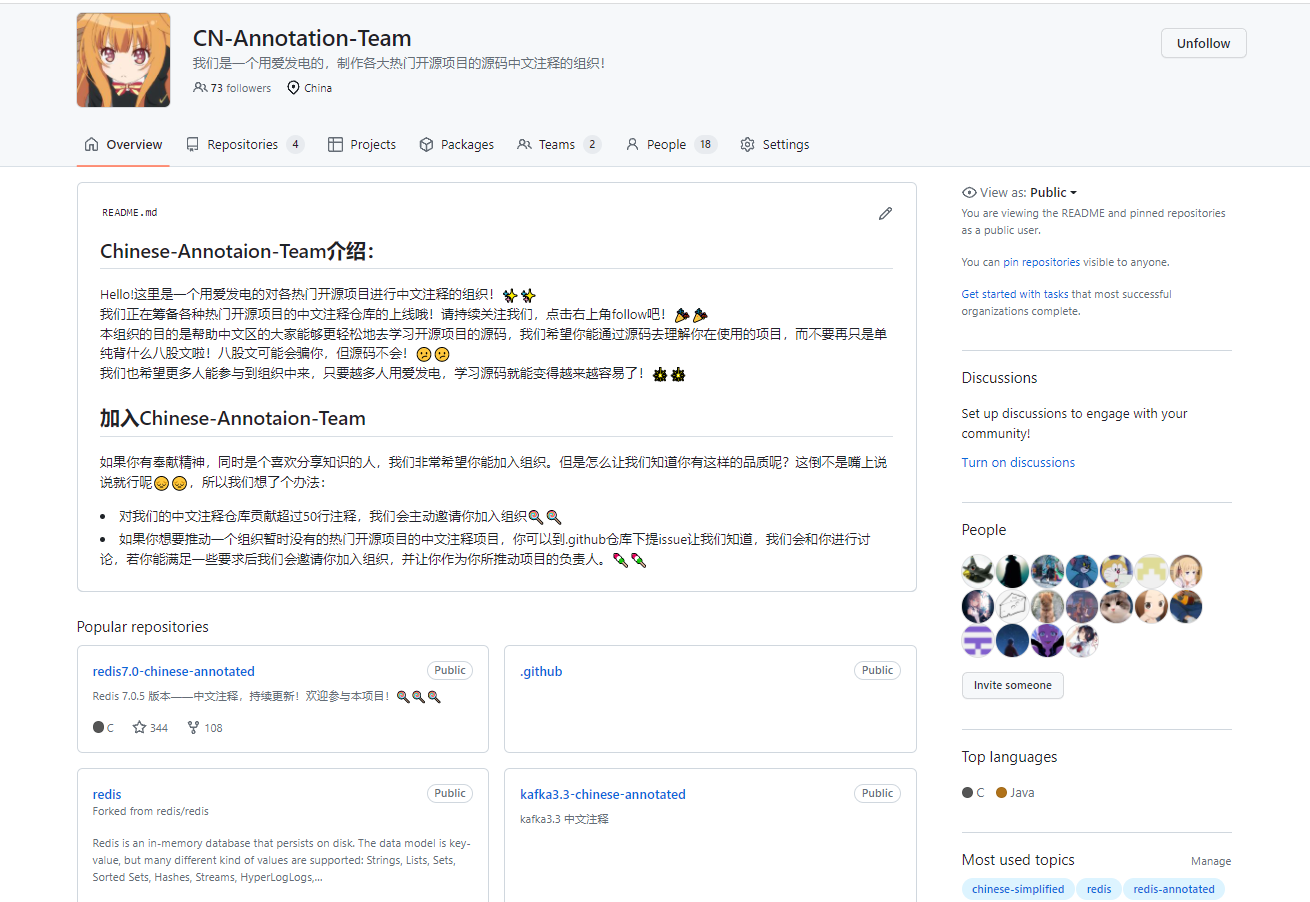 CN-Annotation-Team
我们是一个用爱发电的，制作各大热门开源项目的源码中文注释的组织！
73 followers China
Unfollow
Overview Repositories 4 Projects Packages Teams 2 People 18 Settings
README.md
Chinese-Annotaion-Team介绍：
Hello!这里是一个用爱发电的对各热门开源项目进行中文注释的组织！✨✨
我们正在筹备各种热门开源项目的中文注释仓库的上线哦！请持续关注我们，点击右上角follow吧！🎉🎉
本组织的目的是帮助中文区的大家能够更轻松地去学习开源项目的源码，我们希望你能通过源码去理解你在使用的项目，而不要再只是单
纯背什么八股文啦！八股文可能会骗你，但源码不会！😕😕
我们也希望更多人能参与到组织中来，只要越多人用爱发电，学习源码就能变得越来越容易了！
加入Chinese-Annotaion-Team
如果你有奉献精神，同时是个喜欢分享知识的人，我们非常希望你能加入组织。但是怎么让我们知道你有这样的品质呢？这倒不是嘴上说
说就行呢😞😞，所以我们想了个办法：
• 对我们的中文注释仓库贡献超过50行注释，我们会主动邀请你加入组织🍭🍭
• 如果你想要推动一个组织暂时没有的热门开源项目的中文注释项目，你可以到.github仓库下提issue让我们知道，我们会和你进行讨
论，若你能满足一些要求后我们会邀请你加入组织，并让你作为你所推动项目的负责人。
Popular repositories
redis7.0-chinese-annotated Public
Redis 7.0.5 版本——中文注释，持续更新！欢迎参与本项目！🍭🍭🍭
C 344 108
.github Public
redis Public
Forked from redis/redis
Redis is an in-memory database that persists on disk. The data model is key-
value, but many different kind of values are supported: Strings, Lists, Sets,
Sorted Sets, Hashes, Streams, HyperLogLogs,...
kafka3.3-chinese-annotated Public
kafka3.3 中文注释
View as: Public
You are viewing the README and pinned repositories
as a public user.
You can pin repositories visible to anyone.
Get started with tasks that most successful
organizations complete.
Discussions
Set up discussions to engage with your
community!
Turn on discussions
People
Invite someone
Top languages
C Java
Most used topics Manage
chinese-simplified redis redis-annotated